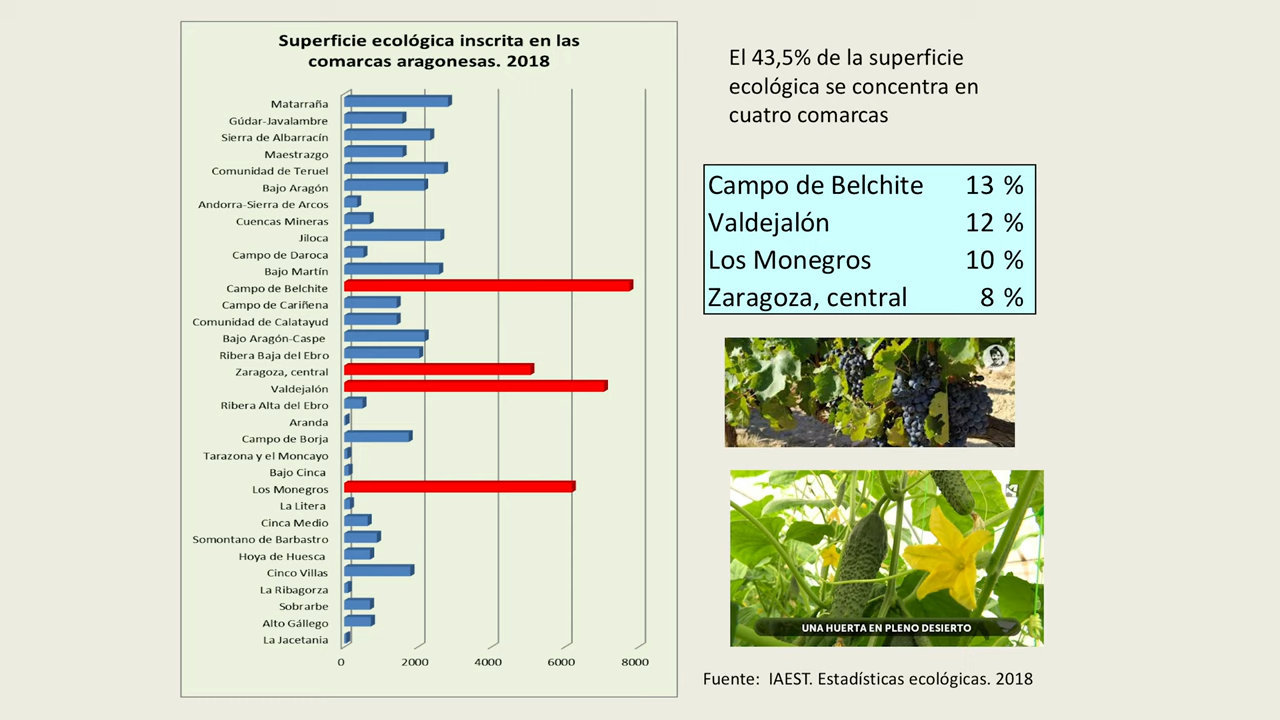 Superficie ecológica inscrita en las
comarcas aragonesas. 2018
Matarraña
Gúdar-Javalambre
Sierra de Albarracín
Maestrazgo
Comunidad de Teruel
Bajo Aragón
Andorra-Sierra de Arcos
Cuencas Mineras
Jiloca
Campo de Daroca
Bajo Martín
Campo de Belchite
Campo de Cariñena
Comunidad de Calatayud
Bajo Aragón-Caspe
Ribera Baja del Ebro
Zaragoza, central
Valdejalón
Ribera Alta del Ebro
Aranda
Campo de Borja
Tarazona y el Moncayo
Bajo Cinca
Los Monegros
La Litera
Cinca Medio
Somontano de Barbastro
Hoya de Huesca
Cinco Villas
La Ribagorza
Sobrarbe
Alto Gállego
La Jacetania
0 2000 4000 6000 8000
El 43,5% de la superficie
ecológica se concentra en
cuatro comarcas
Campo de Belchite 13 %
Valdejalón 12 %
Los Monegros 10 %
Zaragoza, central 8 %
UNA HUERTA EN PLENO DESIERTO
Fuente: IAEST. Estadísticas ecológicas. 2018